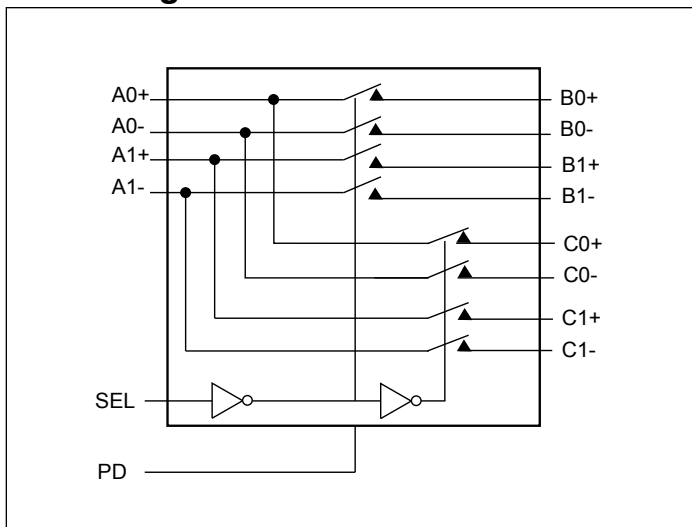 A0+
B0+
A0-
B0-
A1+
B1+
A1-
B1-
C0+
C0-
C1+
C1-
SEL
PD